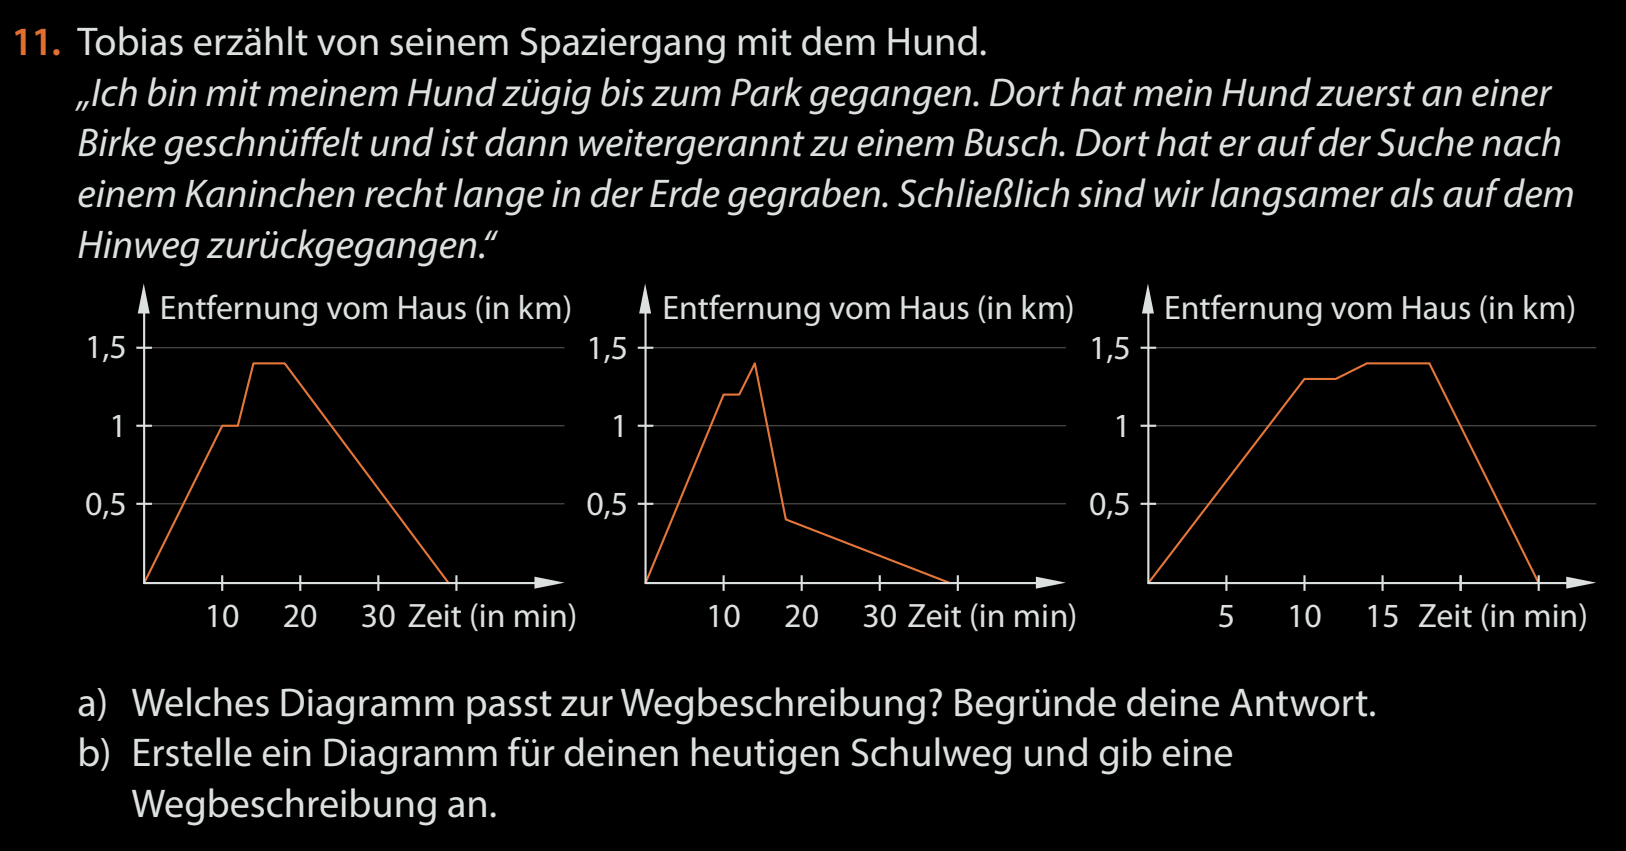 11. Tobias erzählt von seinem Spaziergang mit dem Hund.
„Ich bin mit meinem Hund zügig bis zum Park gegangen. Dort hat mein Hund zuerst an einer
Birke geschnüffelt und ist dann weitergerannt zu einem Busch. Dort hat er auf der Suche nach
einem Kaninchen recht lange in der Erde gegraben. Schließlich sind wir langsamer als auf dem
Hinweg zurückgegangen.“
Entfernung vom Haus (in km)
1,5
1
0,5
10 20 30 Zeit (in min)
Entfernung vom Haus (in km)
1,5
1
0,5
10 20 30 Zeit (in min)
Entfernung vom Haus (in km)
1,5
1
0,5
5 10 15 Zeit (in min)
a) Welches Diagramm passt zur Wegbeschreibung? Begründe deine Antwort.
b) Erstelle ein Diagramm für deinen heutigen Schulweg und gib eine
Wegbeschreibung an.